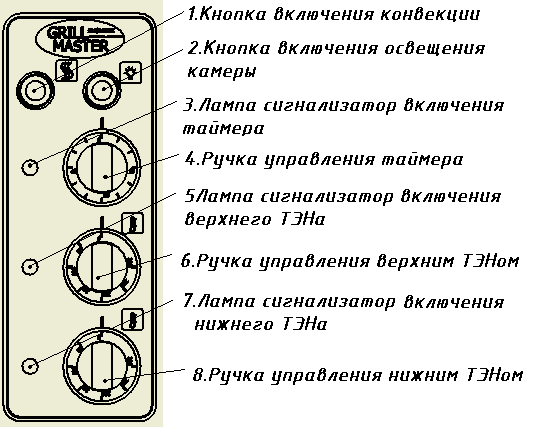 GRILL
MASTER
1.Кнопка включения конвекции
2.Кнопка включения освещения
камеры
3.Лампа сигнализатор включения
таймера
4.Ручка управления таймера
5Лампа сигнализатор включения
верхнего ТЭНа
6.Ручка управления верхним ТЭНом
7.Лампа сигнализатор включения
нижнего ТЭНа
8.Ручка управления нижним ТЭНом